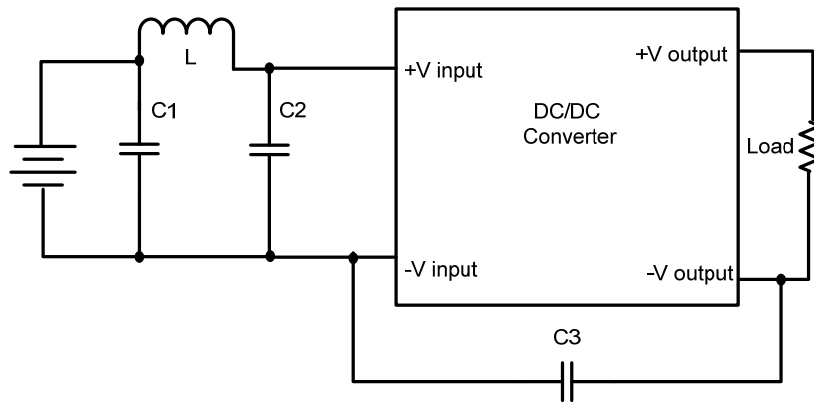 L
C1
C2
+V input
+V output
DC/DC
Converter
Load
-V input
-V output
C3